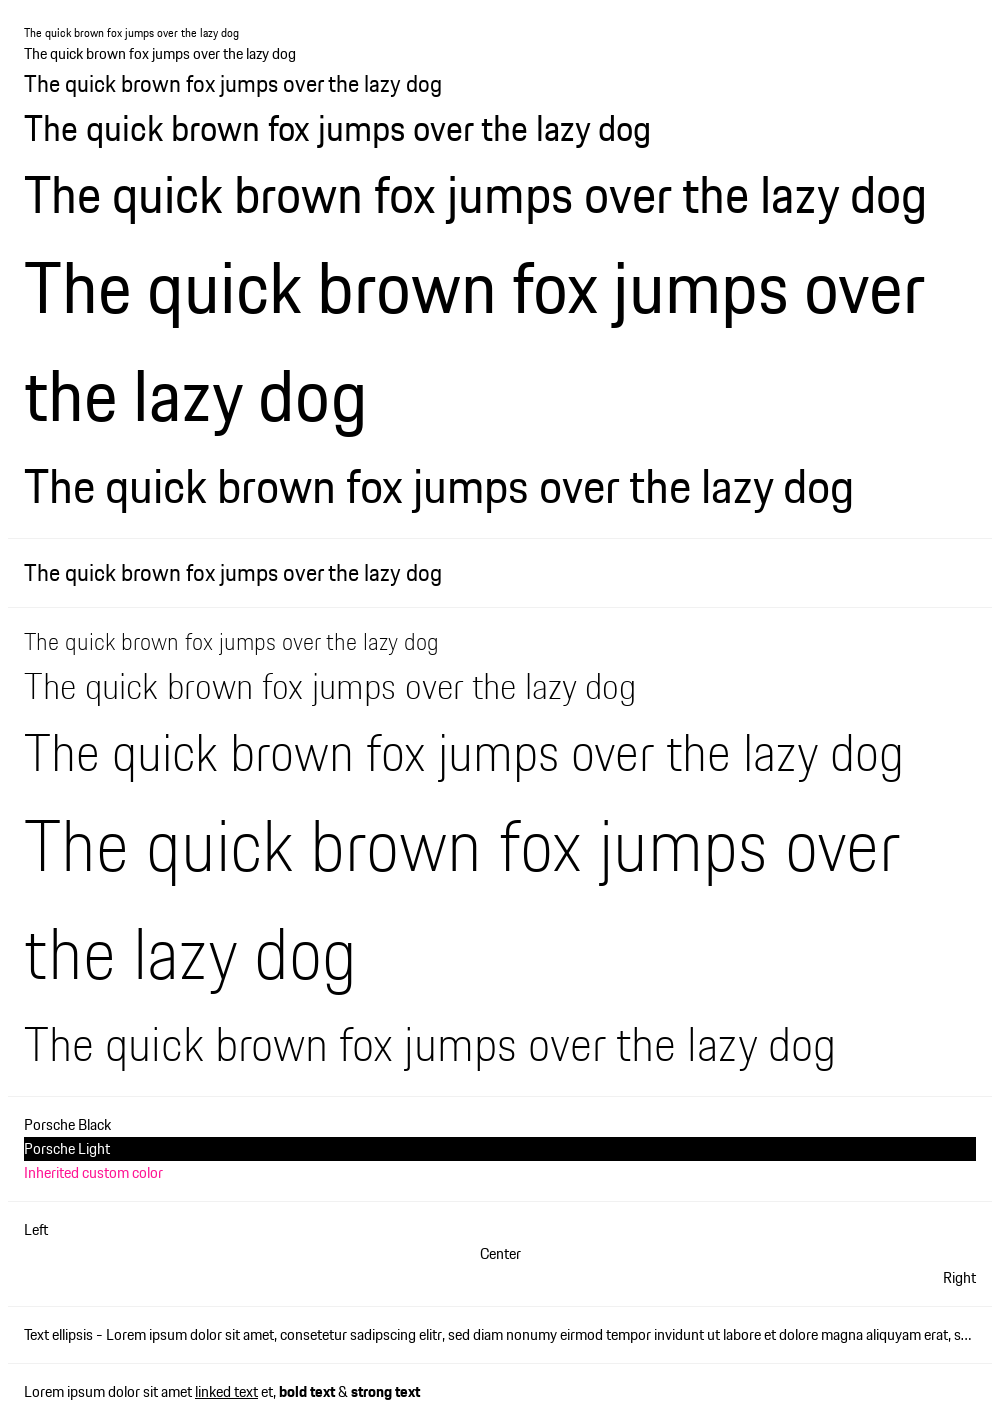 The quick brown fox jumps over the lazy dog
The quick brown fox jumps over the lazy dog
The quick brown fox jumps over the lazy dog
The quick brown fox jumps over the lazy dog
The quick brown fox jumps over the lazy dog
The quick brown fox jumps over
the lazy dog
The quick brown fox jumps over the lazy dog
The quick brown fox jumps over the lazy dog
The quick brown fox jumps over the lazy dog
The quick brown fox jumps over the lazy dog
The quick brown fox jumps over the lazy dog
The quick brown fox jumps over
the lazy dog
The quick brown fox jumps over the lazy dog
Porsche Black
Porsche Light
Inherited custom color
Left
Center
Right
Text ellipsis - Lorem ipsum dolor sit amet, consetetur sadipscing elitr, sed diam nonumy eirmod tempor invidunt ut labore et dolore magna aliquyam erat, s...
Lorem ipsum dolor sit amet linked text et, bold text & strong text